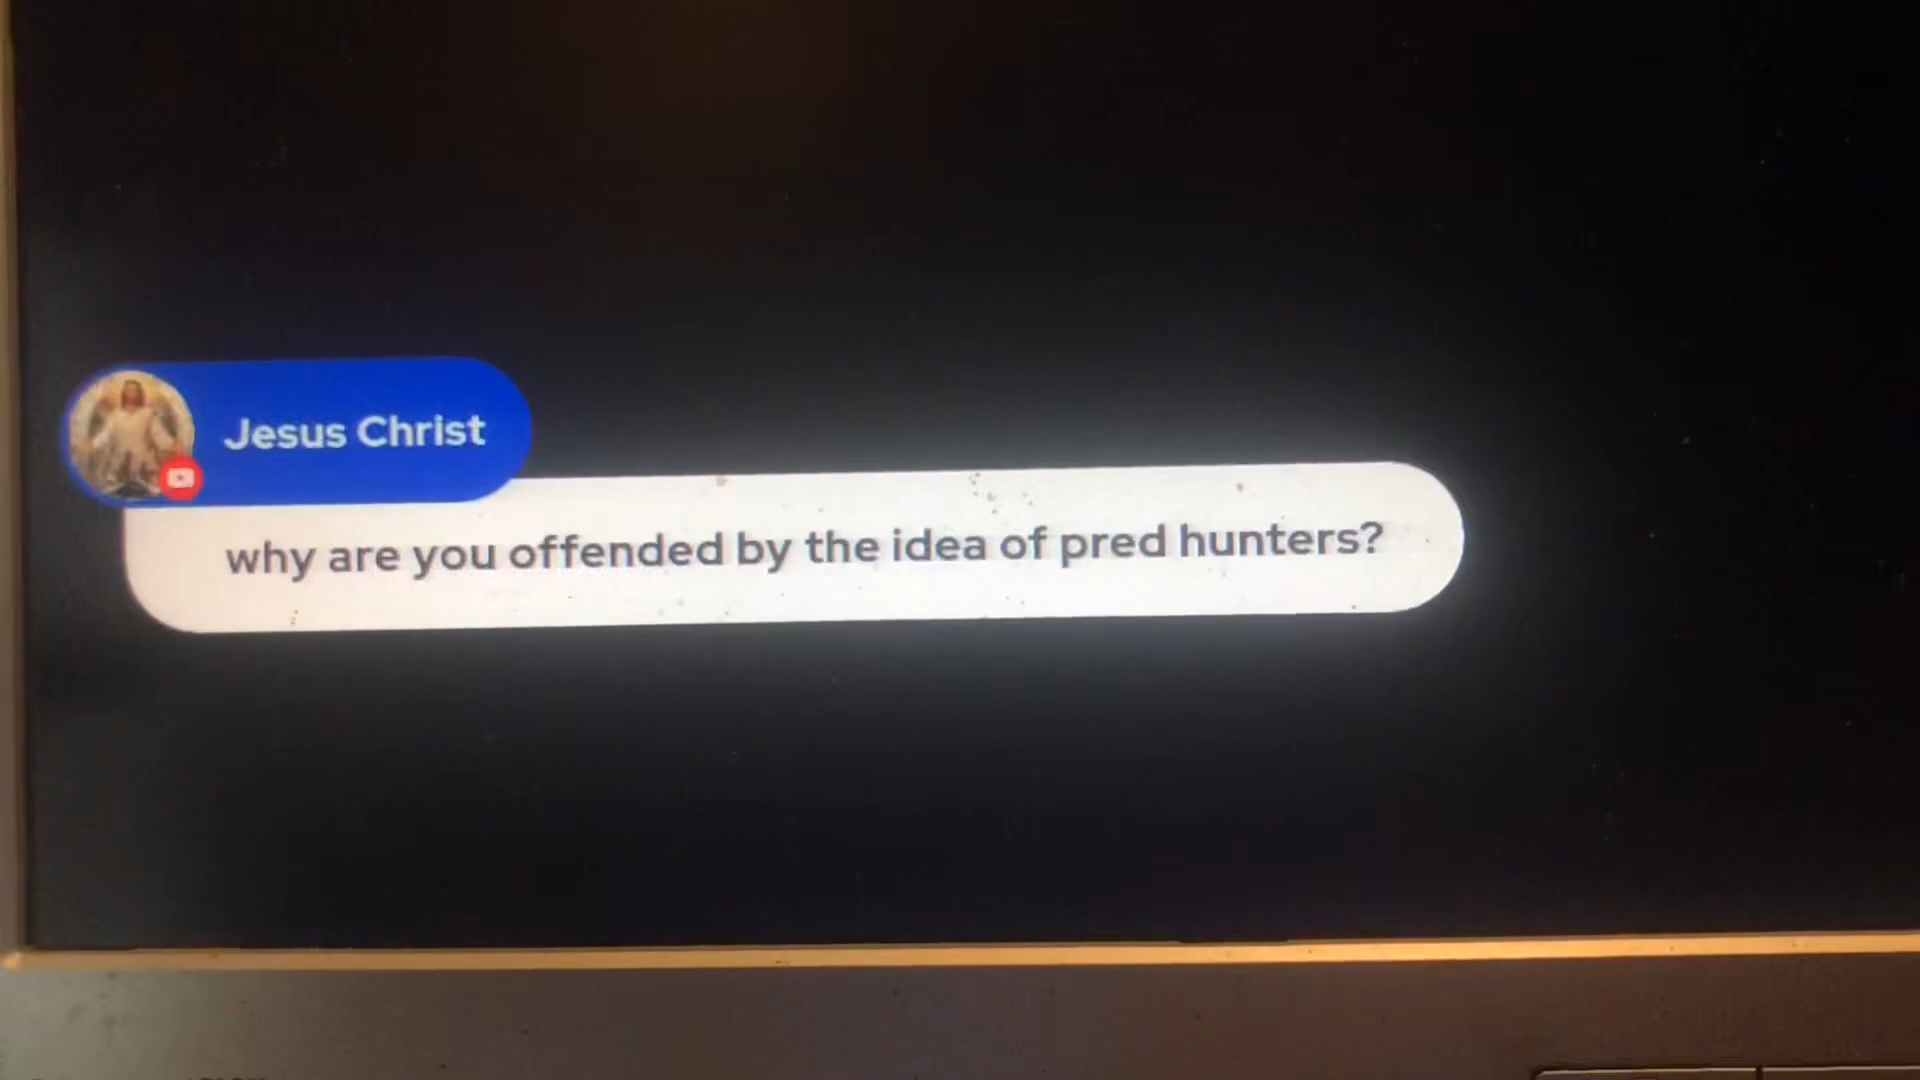 Jesus Christ
why are you offended by the idea of pred hunters?